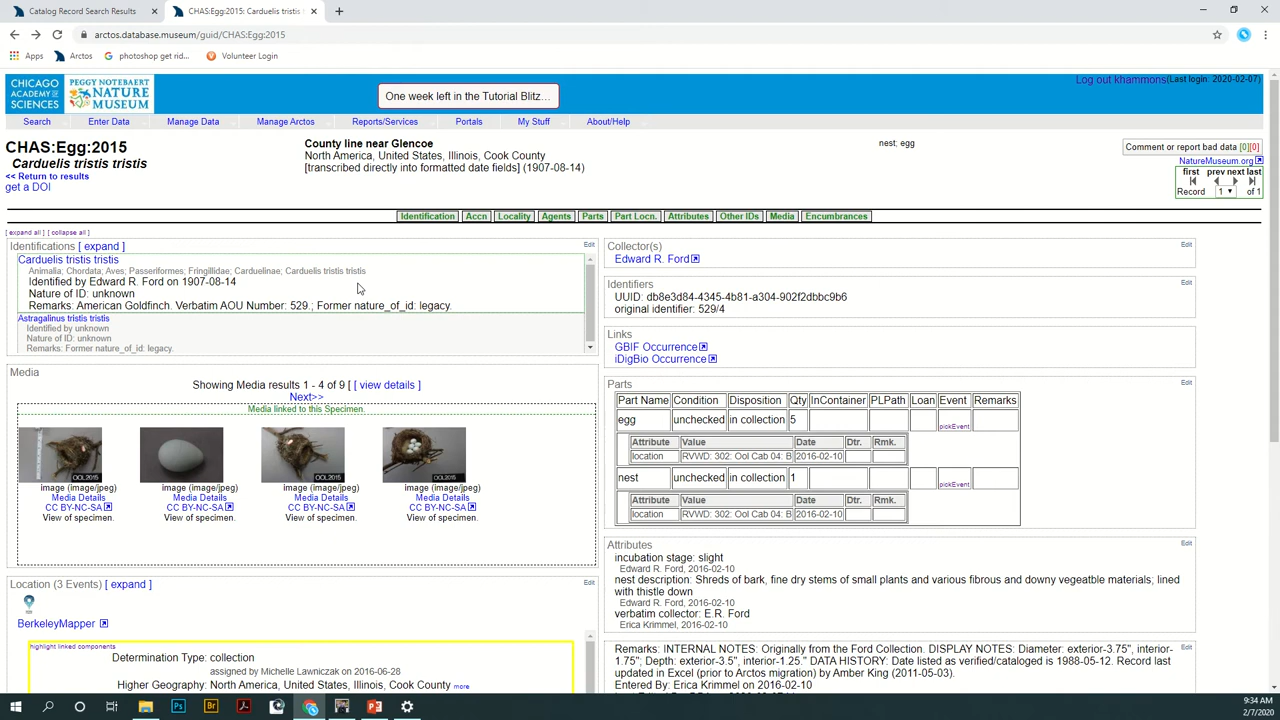 Catalog Record Search Results
CHAS:Egg:2015: Carduelis tristis
arctos.database.museum/guid/CHAS:Egg:2015
Apps
Arctos
photoshop get rid...
Volunteer Login
CHICAGO ACADEMY OF SCIENCES
PEGGY NOTEBAERT NATURE MUSEUM
One week left in the Tutorial Blitz...
Log out khammons(Last login: 2020-02-07)
Search
Enter Data
Manage Data
Manage Arctos
Reports/Services
Portals
My Stuff
About/Help
CHAS:Egg:2015
Carduelis tristis tristis
<< Return to results
get a DOI
County line near Glencoe
North America, United States, Illinois, Cook County
[transcribed directly into formatted date fields] (1907-08-14)
nest; egg
Comment or report bad data [0][0]
NatureMuseum.org
first prev next last
Record 1 of 1
Identification
Accn
Locality
Agents
Parts
Part Locn.
Attributes
Other IDs
Media
Encumbrances
[ expand all ] [ collapse all ]
Identifications [ expand ]
Edit
Carduelis tristis tristis
Animalia; Chordata; Aves; Passeriformes; Fringillidae; Carduelinae; Carduelis tristis tristis
Identified by Edward R. Ford on 1907-08-14
Nature of ID: unknown
Remarks: American Goldfinch. Verbatim AOU Number: 529.; Former nature_of_id: legacy.
Astragalinus tristis tristis
Identified by unknown
Nature of ID: unknown
Remarks: Former nature_of_id: legacy.
Media
Showing Media results 1 - 4 of 9 [ view details ]
Next>>
Media linked to this Specimen.
OOL2015
OOL2015
OOL2015
image (image/jpeg)
Media Details
CC BY-NC-SA
View of specimen.
image (image/jpeg)
Media Details
CC BY-NC-SA
View of specimen.
image (image/jpeg)
Media Details
CC BY-NC-SA
View of specimen.
image (image/jpeg)
Media Details
CC BY-NC-SA
View of specimen.
Location (3 Events) [ expand ]
Edit
BerkeleyMapper
highlight linked components
Determination Type: collection
assigned by Michelle Lawniczak on 2016-06-28
Higher Geography: North America, United States, Illinois, Cook County more
Collector(s)
Edit
Edward R. Ford
Identifiers
Edit
UUID: db8e3d84-4345-4b81-a304-902f2dbbc9b6
original identifier: 529/4
Links
GBIF Occurrence
iDigBio Occurrence
Parts
Edit
Part Name Condition Disposition Qty InContainer PLPath Loan Event Remarks
egg unchecked in collection 5 pickEvent
Attribute Value Date Dtr. Rmk.
location RVWD: 302: Ool Cab 04: B 2016-02-10
nest unchecked in collection 1 pickEvent
Attribute Value Date Dtr. Rmk.
location RVWD: 302: Ool Cab 04: B 2016-02-10
Attributes
Edit
incubation stage: slight
Edward R. Ford, 2016-02-10
nest description: Shreds of bark, fine dry stems of small plants and various fibrous and downy vegeatble materials; lined
with thistle down
Edward R. Ford, 2016-02-10
verbatim collector: E.R. Ford
Erica Krimmel, 2016-02-10
Edit
Remarks: INTERNAL NOTES: Originally from the Ford Collection. DISPLAY NOTES: Diameter: exterior-3.75", interior-
1.75"; Depth: exterior-3.5", interior-1.25." DATA HISTORY: Date listed as verified/cataloged is 1988-05-12. Record last
updated in Excel (prior to Arctos migration) by Amber King (2011-05-03).
Entered By: Erica Krimmel on 2016-02-10
9:34 AM
2/7/2020